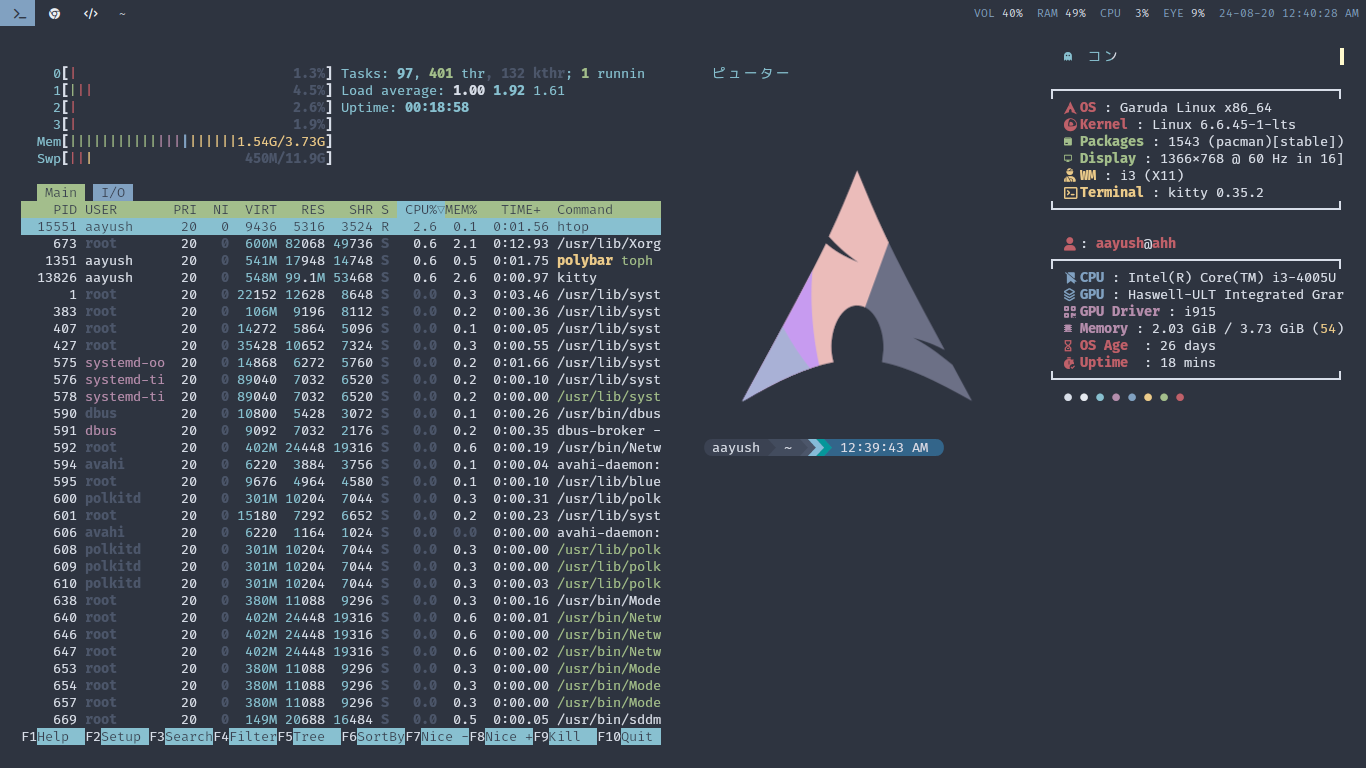 ~ VOL 40% RAM 49% CPU 3% EYE 9% 24-08-20 12:40:28 AM
0[| 1.3%] Tasks: 97, 401 thr, 132 kthr; 1 runnin
1[||| 4.5%] Load average: 1.00 1.92 1.61
2[| 2.6%] Uptime: 00:18:58
3[| 1.9%]
Mem[|||||||||||||||||||||1.54G/3.73G]
Swp[||| 450M/11.9G]
Main I/O
PID USER PRI NI VIRT RES SHR S CPU%▽MEM% TIME+ Command
15551 aayush 20 0 9436 5316 3524 R 2.6 0.1 0:01.56 htop
673 root 20 0 600M 82068 49736 S 0.6 2.1 0:12.93 /usr/lib/Xorg
1351 aayush 20 0 541M 17948 14748 S 0.6 0.5 0:01.75 polybar toph
13826 aayush 20 0 548M 99.1M 53468 S 0.6 2.6 0:00.97 kitty
1 root 20 0 22152 12628 8648 S 0.0 0.3 0:03.46 /usr/lib/syst
383 root 20 0 106M 9196 8112 S 0.0 0.2 0:00.36 /usr/lib/syst
407 root 20 0 14272 5864 5096 S 0.0 0.1 0:00.05 /usr/lib/syst
427 root 20 0 35428 10652 7324 S 0.0 0.3 0:00.55 /usr/lib/syst
575 systemd-oo 20 0 14868 6272 5760 S 0.0 0.2 0:01.66 /usr/lib/syst
576 systemd-ti 20 0 89040 7032 6520 S 0.0 0.2 0:00.10 /usr/lib/syst
578 systemd-ti 20 0 89040 7032 6520 S 0.0 0.2 0:00.00 /usr/lib/syst
590 dbus 20 0 10800 5428 3072 S 0.0 0.1 0:00.26 /usr/bin/dbus
591 dbus 20 0 9092 7032 2176 S 0.0 0.2 0:00.35 dbus-broker -
592 root 20 0 402M 24448 19316 S 0.0 0.6 0:00.19 /usr/bin/Netw
594 avahi 20 0 6220 3884 3756 S 0.0 0.1 0:00.04 avahi-daemon:
595 root 20 0 9676 4964 4580 S 0.0 0.1 0:00.10 /usr/lib/blue
600 polkitd 20 0 301M 10204 7044 S 0.0 0.3 0:00.31 /usr/lib/polk
601 root 20 0 15180 7292 6652 S 0.0 0.2 0:00.23 /usr/lib/syst
606 avahi 20 0 6220 1164 1024 S 0.0 0.0 0:00.00 avahi-daemon:
608 polkitd 20 0 301M 10204 7044 S 0.0 0.3 0:00.00 /usr/lib/polk
609 polkitd 20 0 301M 10204 7044 S 0.0 0.3 0:00.00 /usr/lib/polk
610 polkitd 20 0 301M 10204 7044 S 0.0 0.3 0:00.03 /usr/lib/polk
638 root 20 0 380M 11088 9296 S 0.0 0.3 0:00.16 /usr/bin/Mode
640 root 20 0 402M 24448 19316 S 0.0 0.6 0:00.01 /usr/bin/Netw
646 root 20 0 402M 24448 19316 S 0.0 0.6 0:00.00 /usr/bin/Netw
647 root 20 0 402M 24448 19316 S 0.0 0.6 0:00.02 /usr/bin/Netw
653 root 20 0 380M 11088 9296 S 0.0 0.3 0:00.00 /usr/bin/Mode
654 root 20 0 380M 11088 9296 S 0.0 0.3 0:00.00 /usr/bin/Mode
657 root 20 0 380M 11088 9296 S 0.0 0.3 0:00.00 /usr/bin/Mode
669 root 20 0 149M 20688 16484 S 0.0 0.5 0:00.05 /usr/bin/sddm
F1Help F2Setup F3SearchF4FilterF5Tree F6SortByF7Nice -F8Nice +F9Kill F10Quit
コン
ピューター
OS : Garuda Linux x86_64
Kernel : Linux 6.6.45-1-lts
Packages : 1543 (pacman)[stable])
Display : 1366×768 @ 60 Hz in 16]
WM : i3 (X11)
Terminal : kitty 0.35.2
: aayush@ahh
CPU : Intel(R) Core(TM) i3-4005U
GPU : Haswell-ULT Integrated Grar
GPU Driver : i915
Memory : 2.03 GiB / 3.73 GiB (54)
OS Age : 26 days
Uptime : 18 mins
aayush ~ 12:39:43 AM